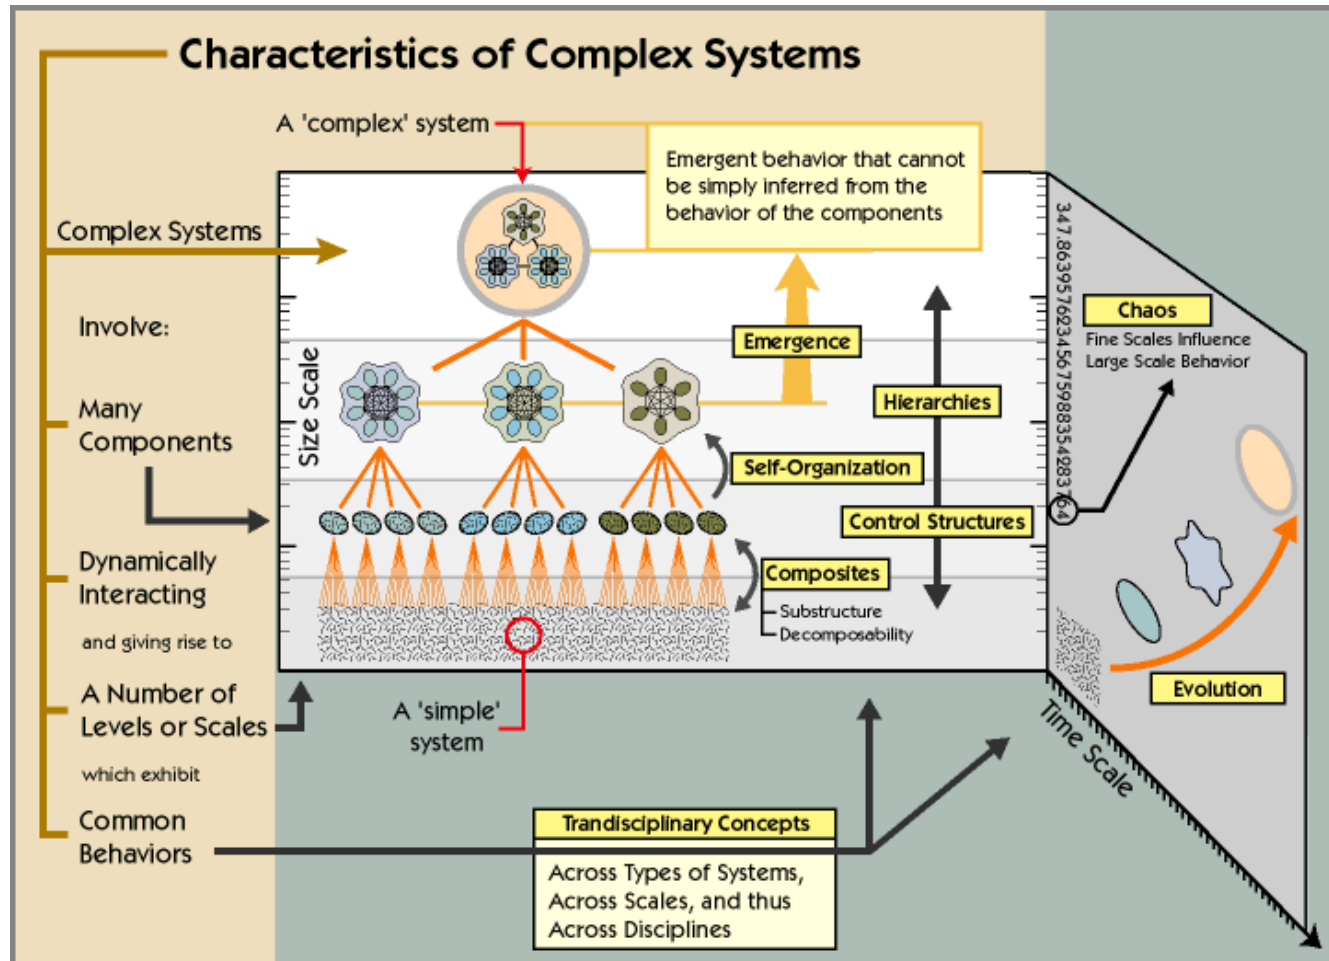 Characteristics of Complex Systems
A 'complex' system
Emergent behavior that cannot
be simply inferred from the
behavior of the components
Complex Systems
Involve:
Many
Components
Dynamically
Interacting
and giving rise to
A Number of
Levels or Scales
which exhibit
Common
Behaviors
Size Scale
Emergence
Hierarchies
Self-Organization
Control Structures
Composites
Substructure
Decomposability
A 'simple'
system
347.8639576234567598835428376 4
Chaos
Fine Scales Influence
Large Scale Behavior
Evolution
Time Scale
Trandisciplinary Concepts
Across Types of Systems,
Across Scales, and thus
Across Disciplines